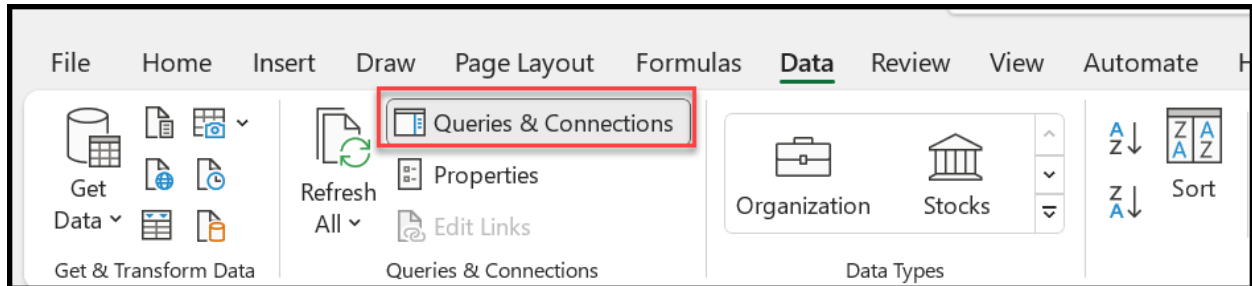 File Home Insert Draw Page Layout Formulas Data Review View Automate H
Queries & Connections
Get
Data
Refresh
All
Properties
Edit Links
Organization
Stocks
A
Z
Z
A
Z A
A Z
Sort
Get & Transform Data
Queries & Connections
Data Types